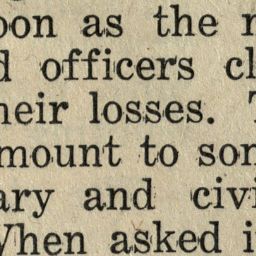 oon as the r
d officers cl
heir losses. T
mount to son
ary and civi
When asked i